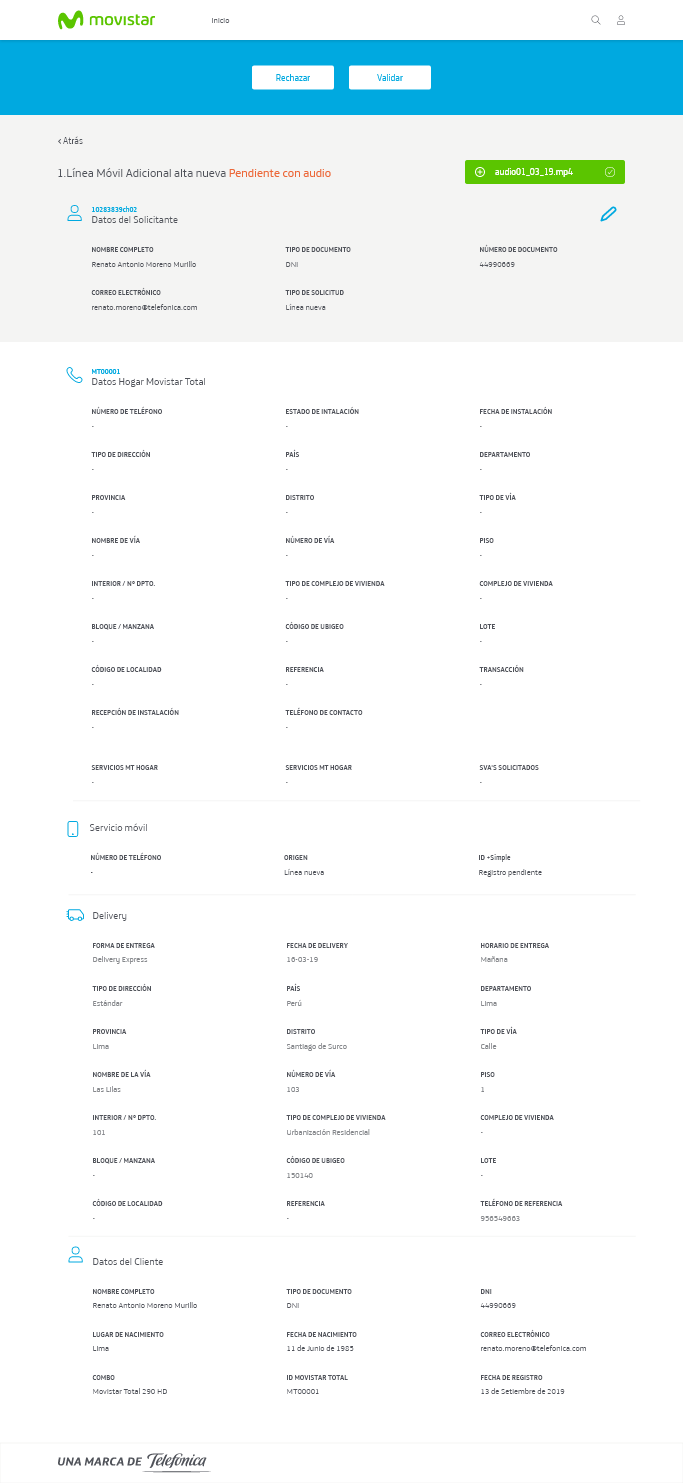 movistar
Inicio
Rechazar
Validar
Atrás
1.Línea Móvil Adicional alta nueva Pendiente con audio
audio01_03_19.mp4
10283839ch02
Datos del Solicitante
NOMBRE COMPLETO TIPO DE DOCUMENTO NÚMERO DE DOCUMENTO
Renato Antonio Moreno Murillo DNI 44990669
CORREO ELECTRÓNICO TIPO DE SOLICITUD
renato.moreno@telefonica.com Línea nueva
MT00001
Datos Hogar Movistar Total
NÚMERO DE TELÉFONO ESTADO DE INTALACIÓN FECHA DE INSTALACIÓN
- - -
TIPO DE DIRECCIÓN PAÍS DEPARTAMENTO
- - -
PROVINCIA DISTRITO TIPO DE VÍA
- - -
NOMBRE DE VÍA NÚMERO DE VÍA PISO
- - -
INTERIOR / Nº DPTO. TIPO DE COMPLEJO DE VIVIENDA COMPLEJO DE VIVIENDA
- - -
BLOQUE / MANZANA CÓDIGO DE UBIGEO LOTE
- - -
CÓDIGO DE LOCALIDAD REFERENCIA TRANSACCIÓN
- - -
RECEPCIÓN DE INSTALACIÓN TELÉFONO DE CONTACTO
- -
SERVICIOS MT HOGAR SERVICIOS MT HOGAR SVA'S SOLICITADOS
- - -
Servicio móvil
NÚMERO DE TELÉFONO ORIGEN ID +Simple
- Línea nueva Registro pendiente
Delivery
FORMA DE ENTREGA FECHA DE DELIVERY HORARIO DE ENTREGA
Delivery Express 16-03-19 Mañana
TIPO DE DIRECCIÓN PAÍS DEPARTAMENTO
Estándar Perú Lima
PROVINCIA DISTRITO TIPO DE VÍA
Lima Santiago de Surco Calle
NOMBRE DE LA VÍA NÚMERO DE VÍA PISO
Las Lilas 103 1
INTERIOR / Nº DPTO. TIPO DE COMPLEJO DE VIVIENDA COMPLEJO DE VIVIENDA
101 Urbanización Residencial -
BLOQUE / MANZANA CÓDIGO DE UBIGEO LOTE
- 150140 -
CÓDIGO DE LOCALIDAD REFERENCIA TELÉFONO DE REFERENCIA
- - 956549663
Datos del Cliente
NOMBRE COMPLETO TIPO DE DOCUMENTO DNI
Renato Antonio Moreno Murillo DNI 44990669
LUGAR DE NACIMIENTO FECHA DE NACIMIENTO CORREO ELECTRÓNICO
Lima 11 de Junio de 1985 renato.moreno@telefonica.com
COMBO ID MOVISTAR TOTAL FECHA DE REGISTRO
Movistar Total 290 HD MT00001 13 de Setiembre de 2019
UNA MARCA DE Telefónica